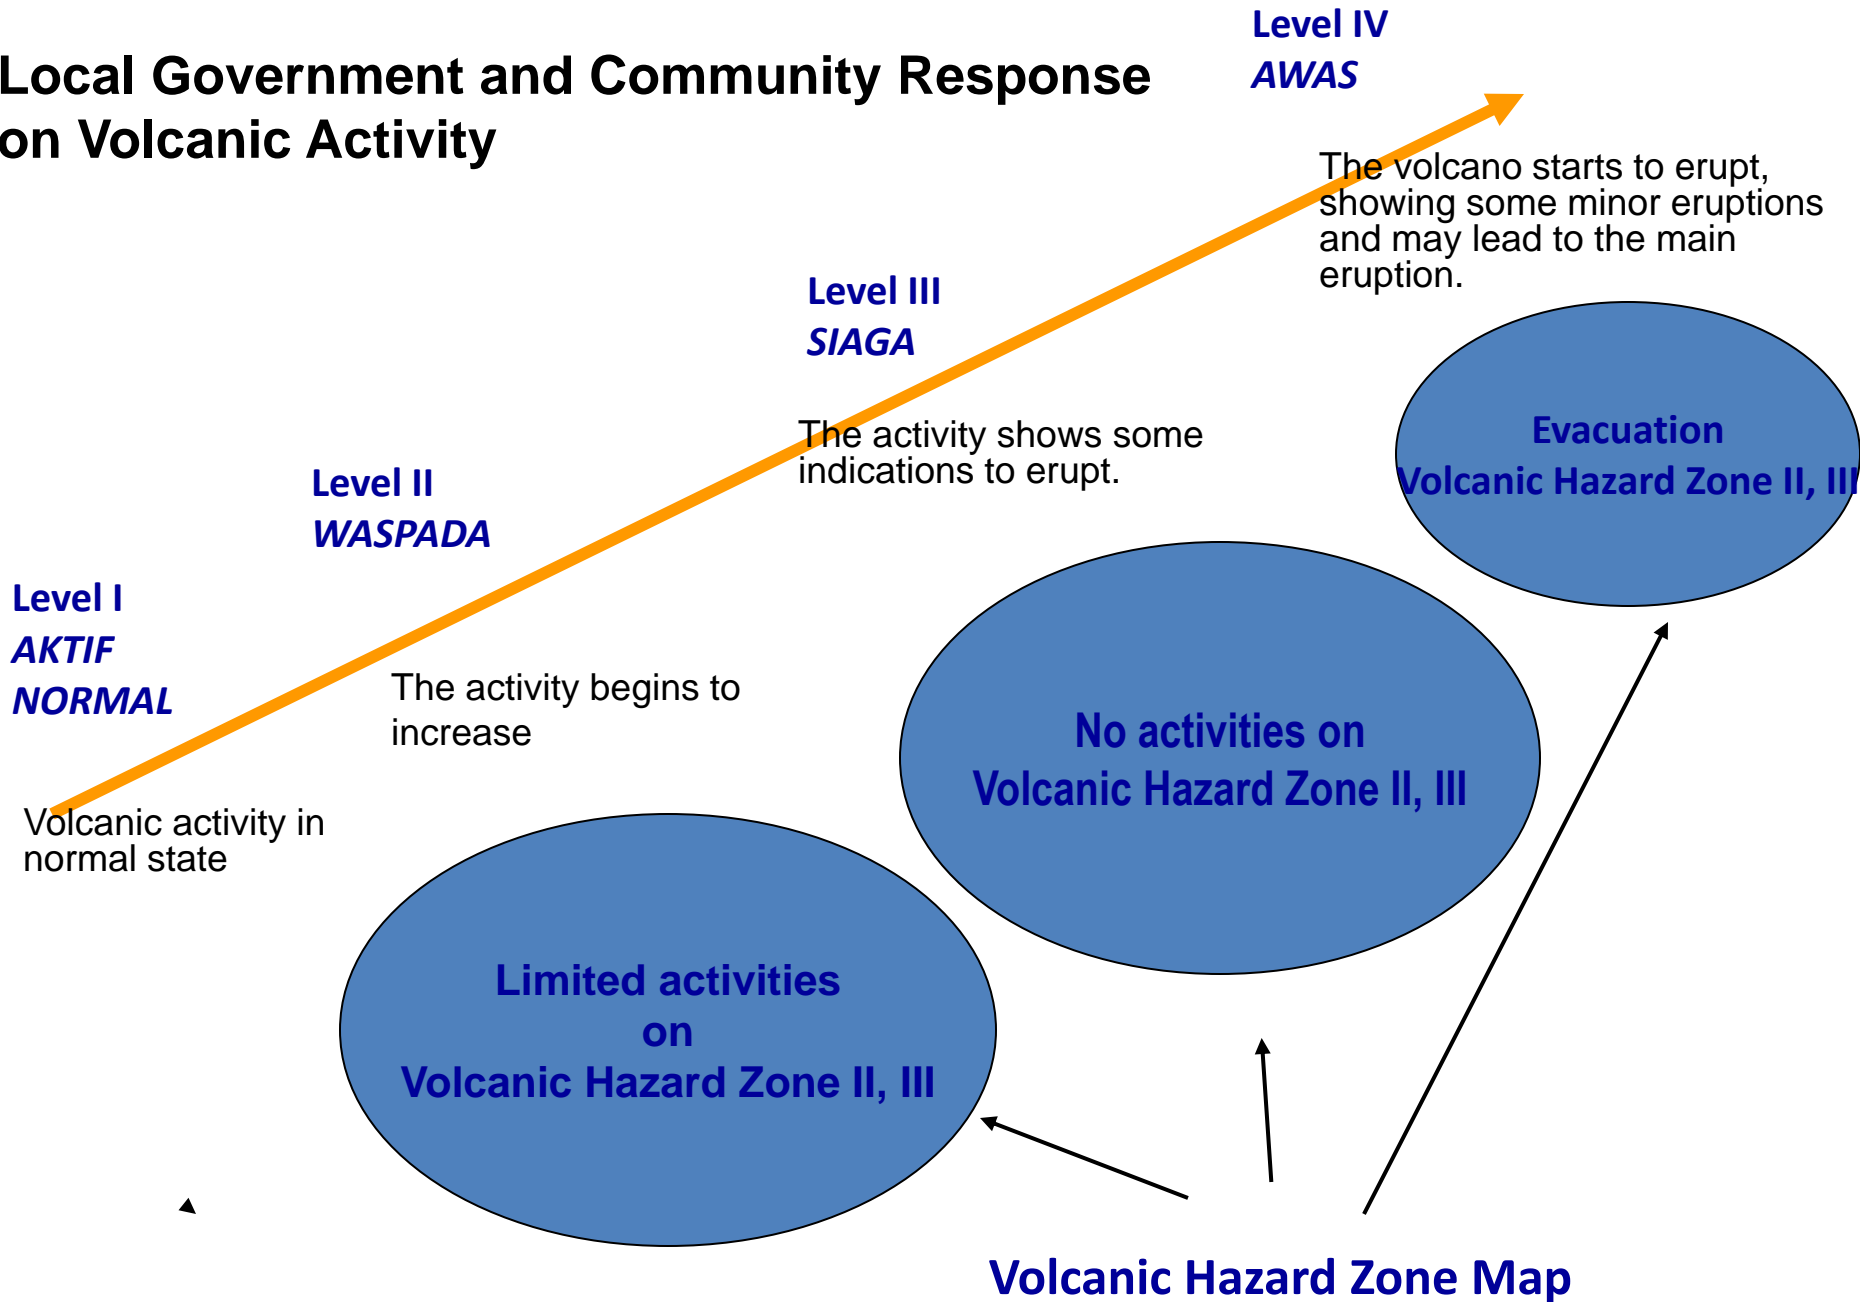 Local Government and Community Response
on Volcanic Activity
Level IV
AWAS
The volcano starts to erupt,
showing some minor eruptions
and may lead to the main
eruption.
Level III
SIAGA
The activity shows some
indications to erupt.
Level II
WASPADA
The activity begins to
increase
Level I
AKTIF
NORMAL
Volcanic activity in
normal state
Evacuation
Volcanic Hazard Zone II, III
No activities on
Volcanic Hazard Zone II, III
Limited activities
on
Volcanic Hazard Zone II, III
Volcanic Hazard Zone Map